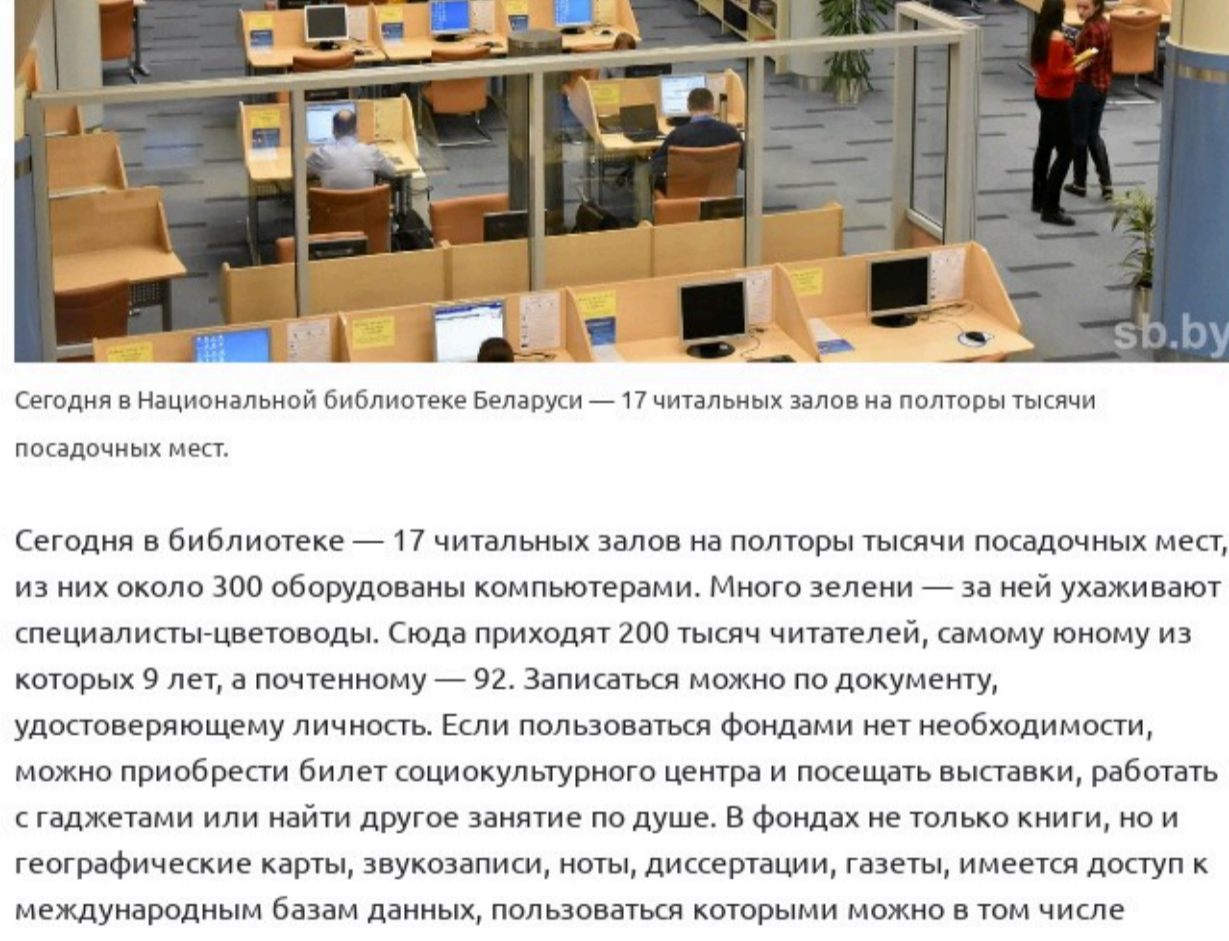 sb.by
Сегодня в Национальной библиотеке Беларуси — 17 читальных залов на полторы тысячи
посадочных мест.
Сегодня в библиотеке — 17 читальных залов на полторы тысячи посадочных мест,
из них около 300 оборудованы компьютерами. Много зелени — за ней ухаживают
специалисты-цветоводы. Сюда приходят 200 тысяч читателей, самому юному из
которых 9 лет, а почтенному — 92. Записаться можно по документу,
удостоверяющему личность. Если пользоваться фондами нет необходимости,
можно приобрести билет социокультурного центра и посещать выставки, работать
с гаджетами или найти другое занятие по душе. В фондах не только книги, но и
географические карты, звукозаписи, ноты, диссертации, газеты, имеется доступ к
международным базам данных, пользоваться которыми можно в том числе